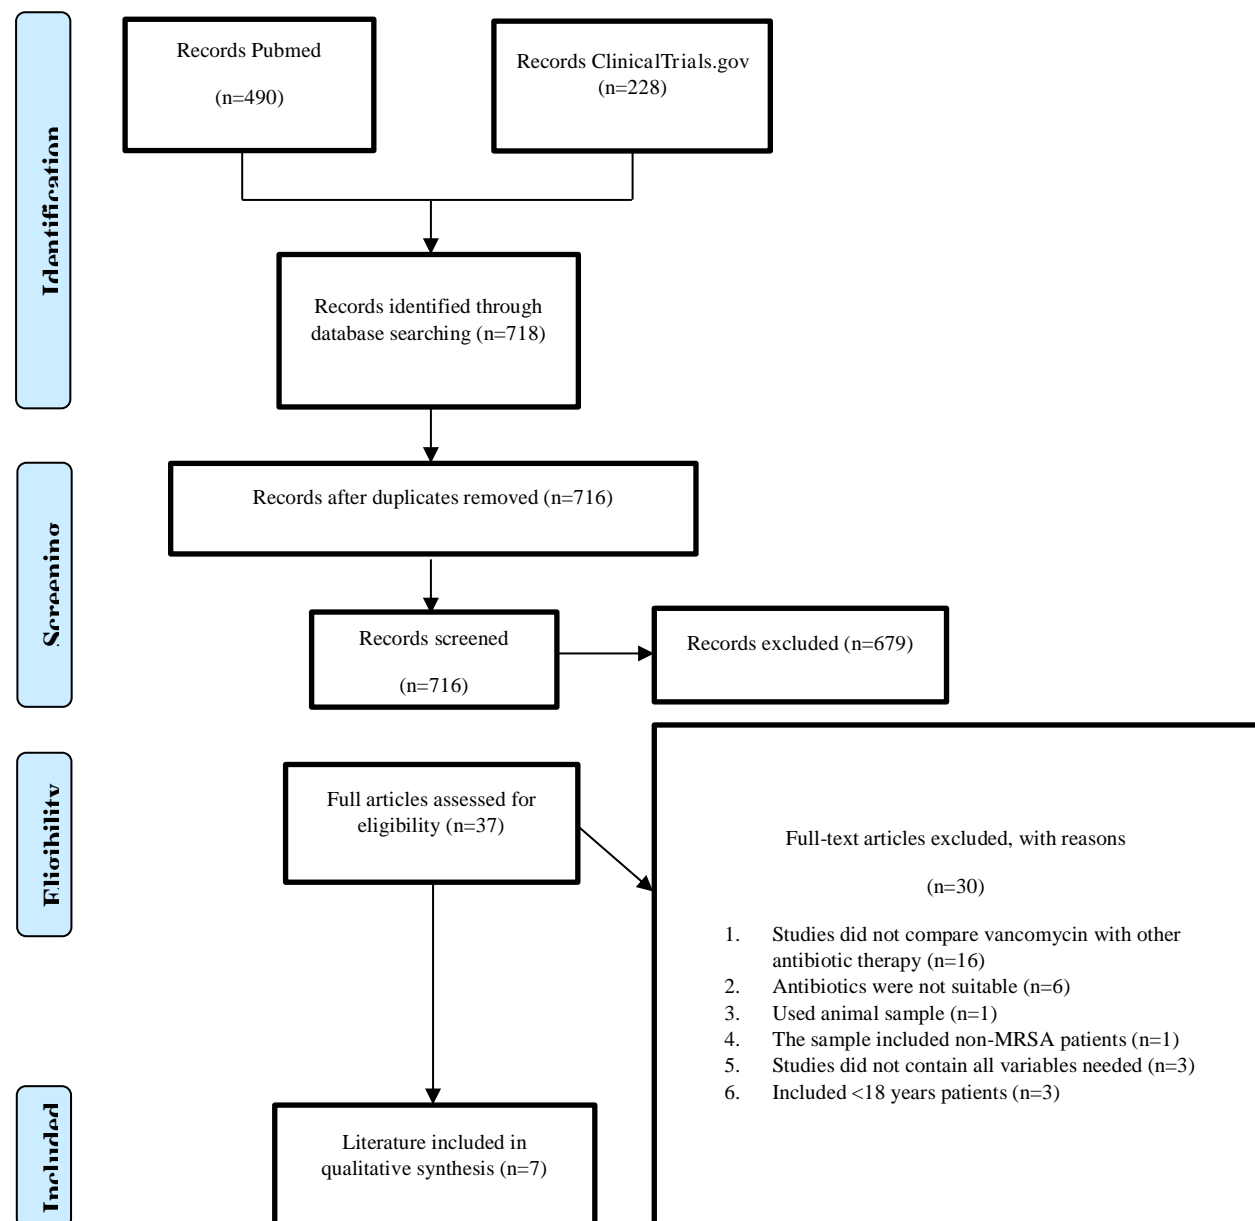 Identification
Records Pubmed
(n=490)
Records ClinicalTrials.gov
(n=228)
Records identified through
database searching (n=718)
Screening
Records after duplicates removed (n=716)
Records screened
(n=716)
Records excluded (n=679)
Eligibility
Full articles assessed for
eligibility (n=37)
Full-text articles excluded, with reasons
(n=30)
1. Studies did not compare vancomycin with other
antibiotic therapy (n=16)
2. Antibiotics were not suitable (n=6)
3. Used animal sample (n=1)
4. The sample included non-MRSA patients (n=1)
5. Studies did not contain all variables needed (n=3)
6. Included <18 years patients (n=3)
Included
Literature included in
qualitative synthesis (n=7)